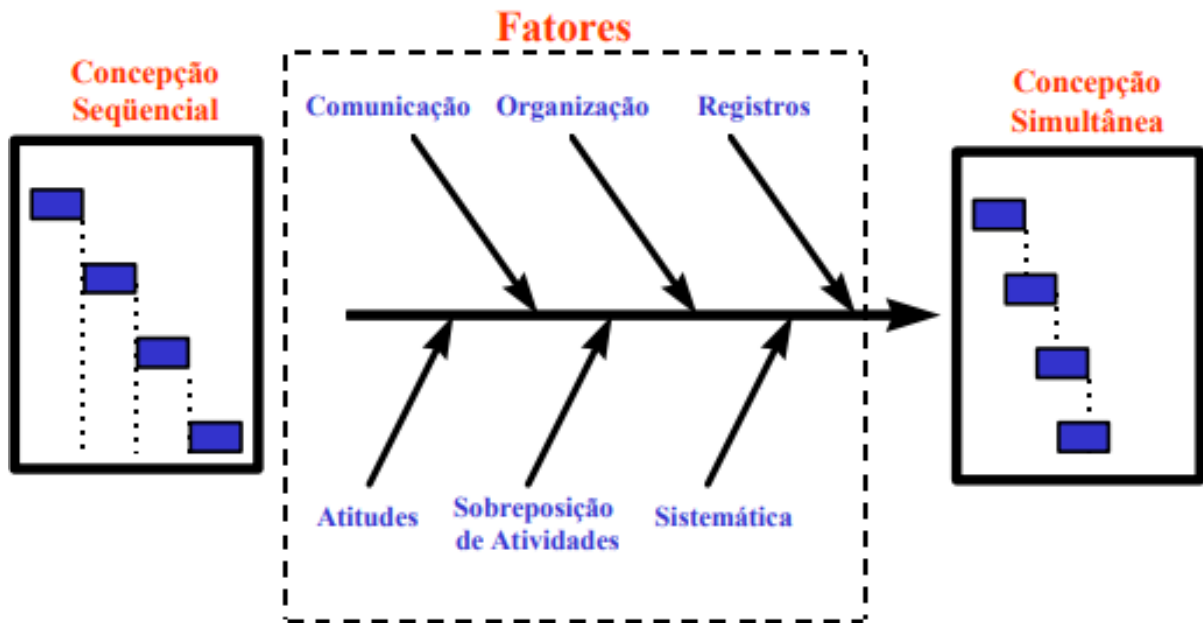 Fatores
Concepção
Seqüencial
Comunicação
Organização
Registros
Concepção
Simultânea
Atitudes
Sobreposição
de Atividades
Sistemática